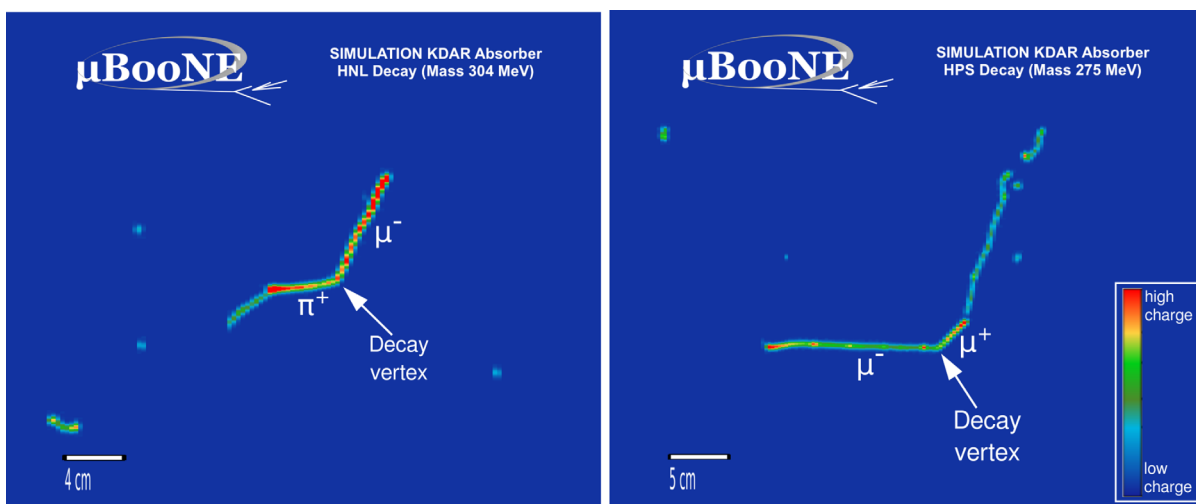 µBooNE
SIMULATION KDAR Absorber
HNL Decay (Mass 304 MeV)
μ⁻
π⁺
Decay
vertex
4 cm
µBooNE
SIMULATION KDAR Absorber
HPS Decay (Mass 275 MeV)
μ⁺
μ⁻
Decay
vertex
5 cm
high
charge
low
charge